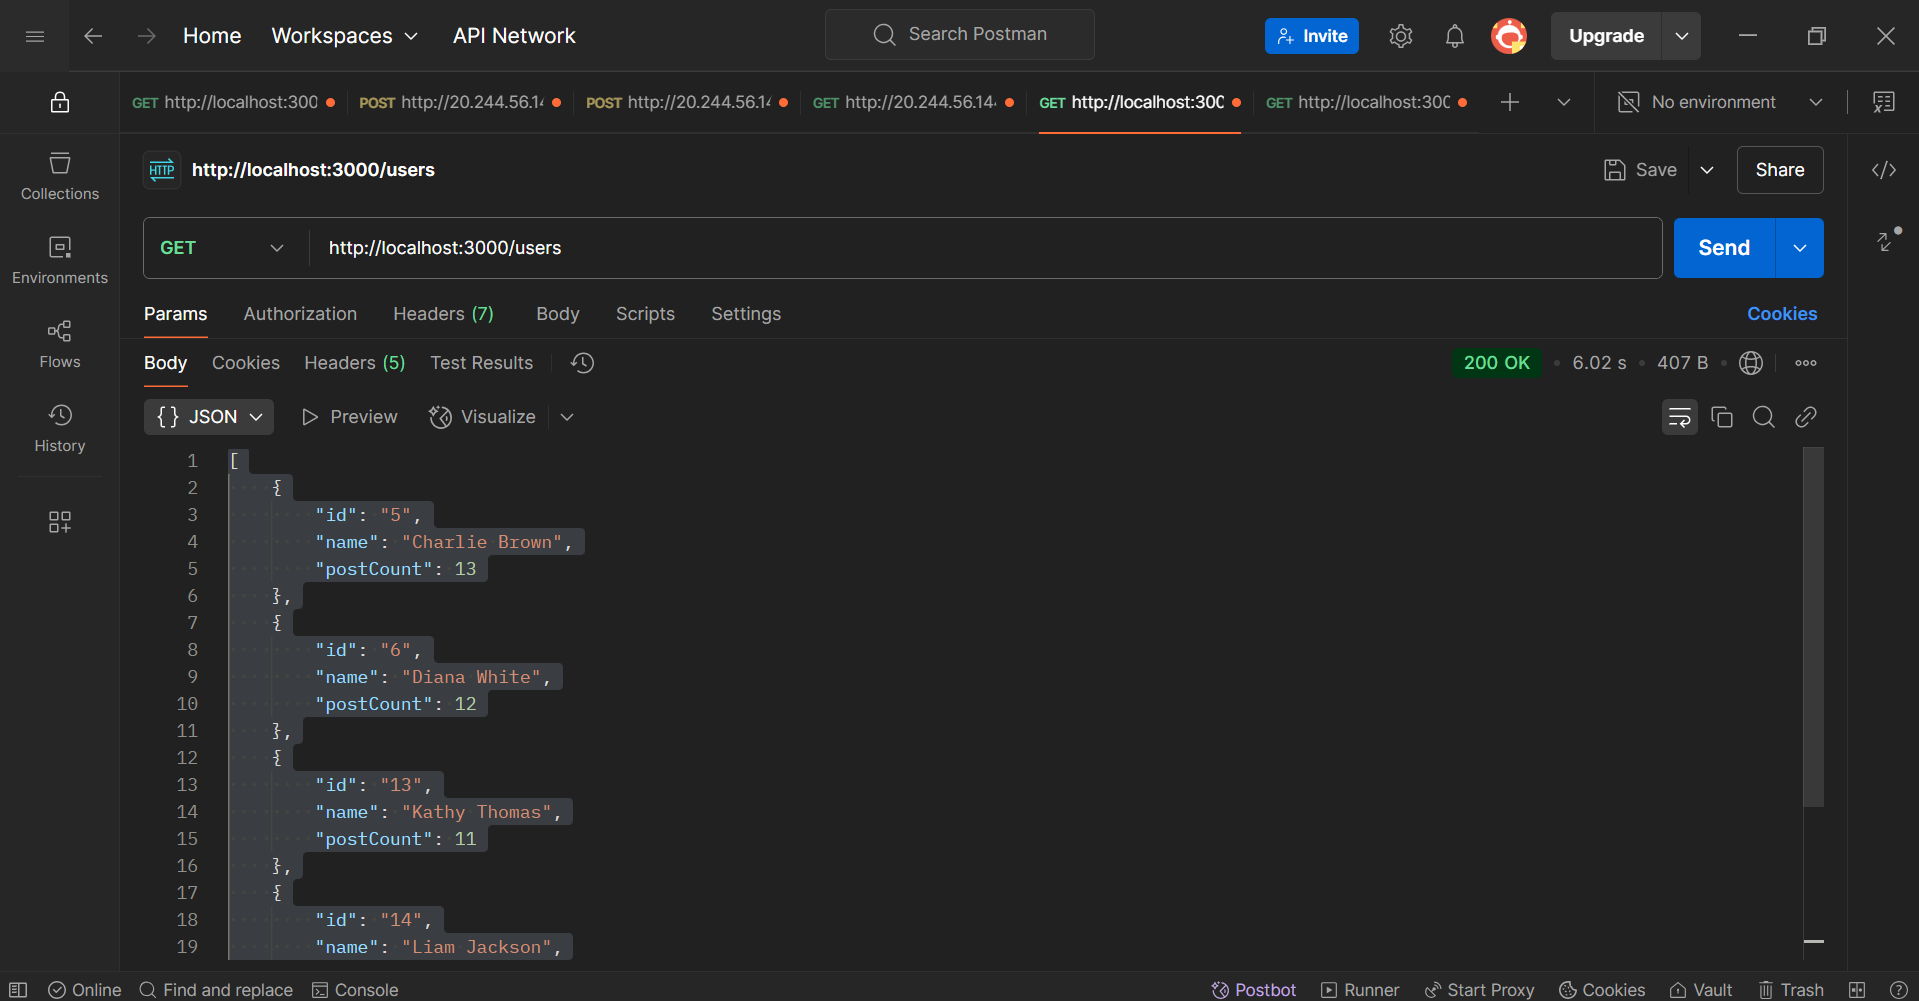 Home Workspaces API Network Search Postman Invite Upgrade
GET http://localhost:300 POST http://20.244.56.14 POST http://20.244.56.14 GET http://20.244.56.14 GET http://localhost:300 GET http://localhost:300 No environment
HTTP http://localhost:3000/users Save Share
GET http://localhost:3000/users Send
Params Authorization Headers (7) Body Scripts Settings Cookies
Body Cookies Headers (5) Test Results 200 OK • 6.02 s • 407 B •
{} JSON Preview Visualize
Collections
Environments
Flows
History
1 [
2 {
3 "id": "5",
4 "name": "Charlie Brown",
5 "postCount": 13
6 },
7 {
8 "id": "6",
9 "name": "Diana White",
10 "postCount": 12
11 },
12 {
13 "id": "13",
14 "name": "Kathy Thomas",
15 "postCount": 11
16 },
17 {
18 "id": "14",
19 "name": "Liam Jackson",
Online Find and replace Console Postbot Runner Start Proxy Cookies Vault Trash